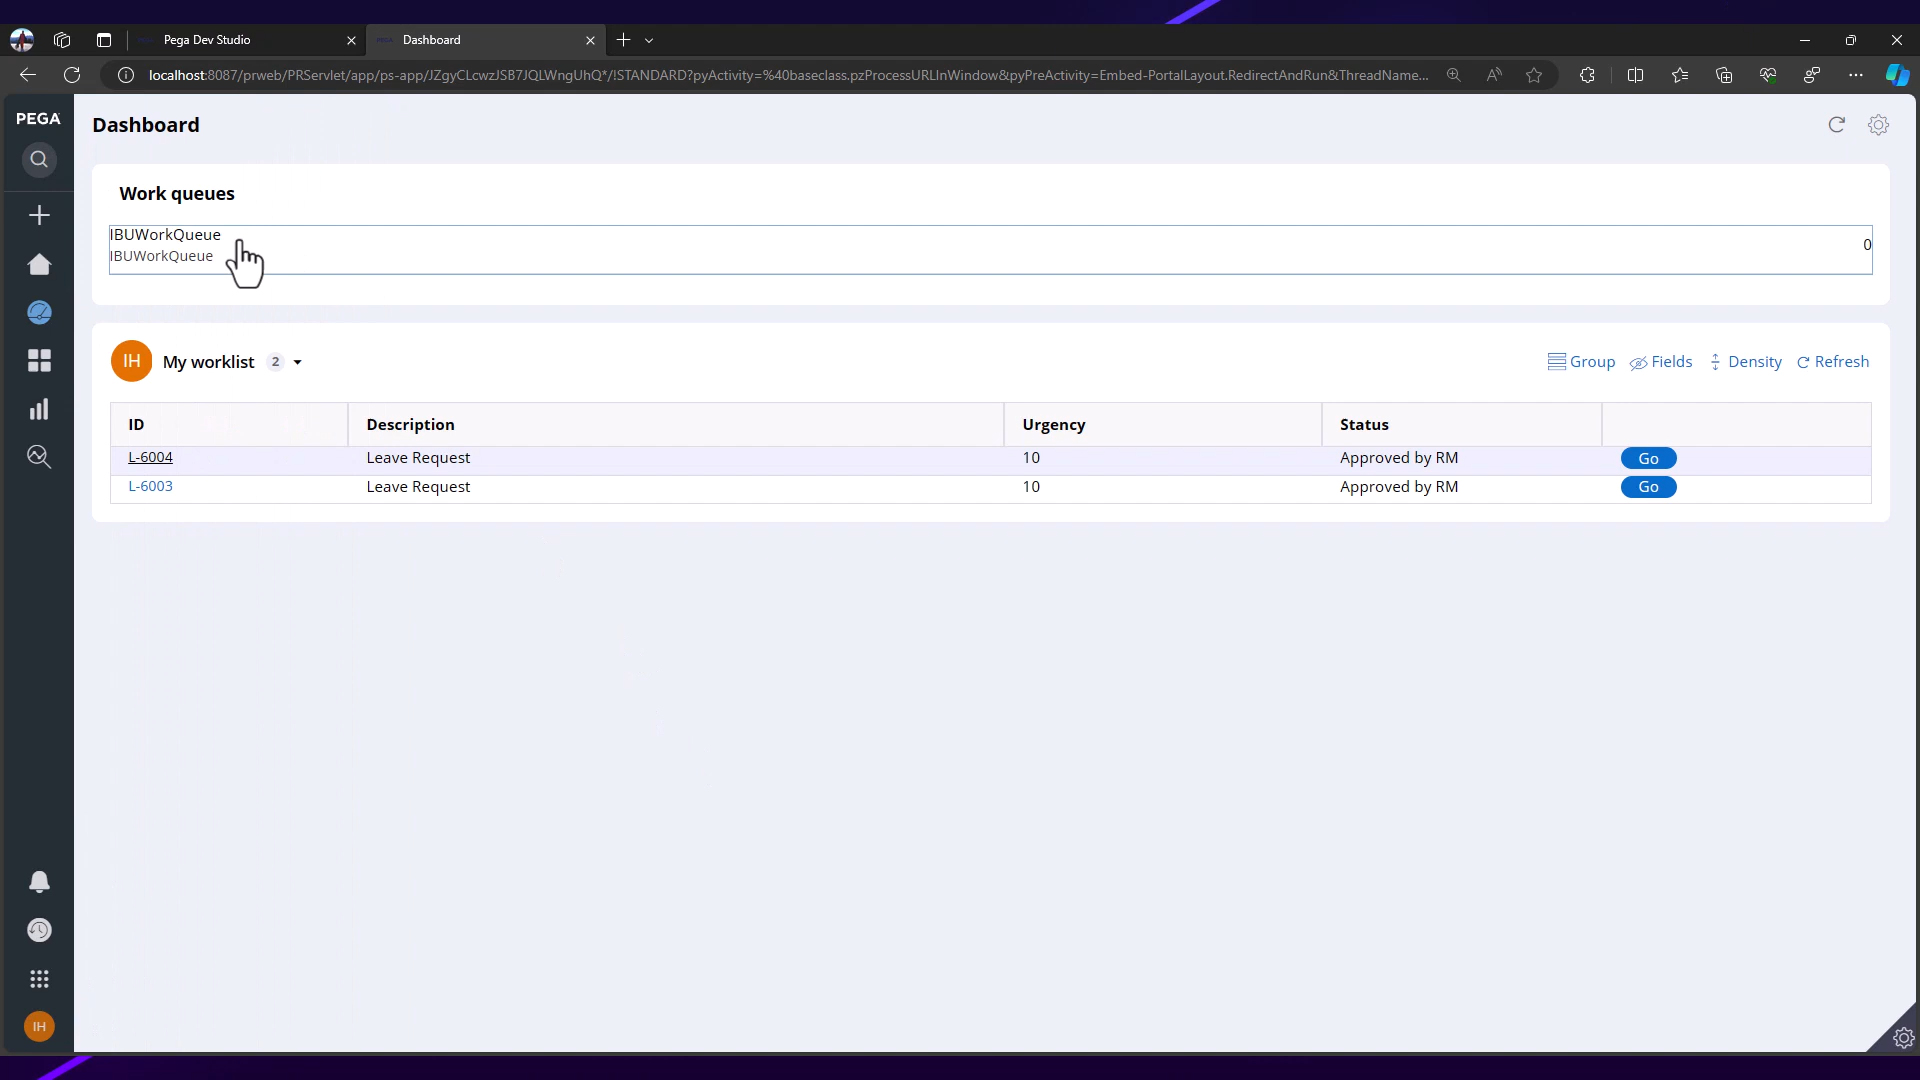 Pega Dev Studio
Dashboard
localhost:8087/prweb/PRServlet/app/ps-app/JZgyCLcwzJSB7JQLWngUhQ*/!STANDARD?pyActivity=%40baseclass.pzProcessURLInWindow&pyPreActivity=Embed-PortalLayout.RedirectAndRun&ThreadName...
PEGA
Dashboard
Work queues
IBUWorkQueue
0
IBUWorkQueue
IH
My worklist 2
Group Fields Density Refresh
ID Description Urgency Status
L-6004 Leave Request 10 Approved by RM Go
L-6003 Leave Request 10 Approved by RM Go
IH